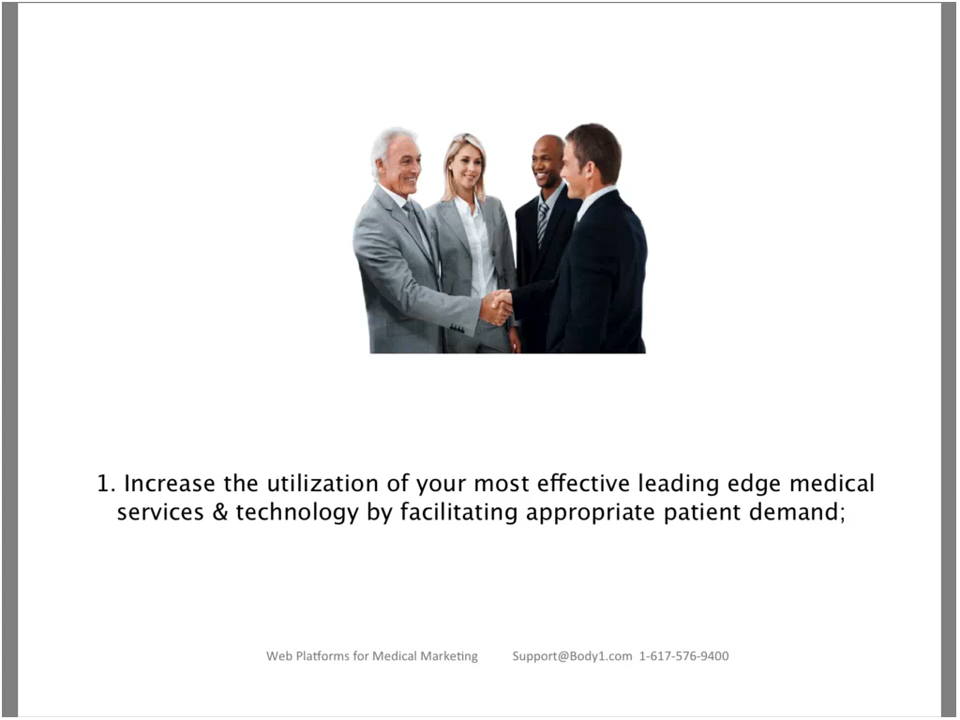 1. Increase the utilization of your most effective leading edge medical
services & technology by facilitating appropriate patient demand;
Web Platforms for Medical Marketing Support@Body1.com 1-617-576-9400